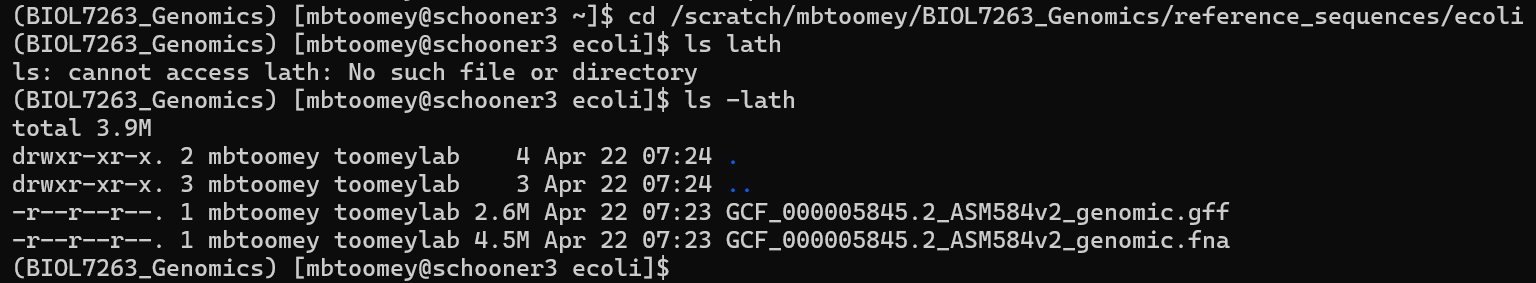 (BIOL7263_Genomics) [mbtoomey@schooner3 ~]$ cd /scratch/mbtoomey/BIOL7263_Genomics/reference_sequences/ecoli
(BIOL7263_Genomics) [mbtoomey@schooner3 ecoli]$ ls lath
ls: cannot access lath: No such file or directory
(BIOL7263_Genomics) [mbtoomey@schooner3 ecoli]$ ls -lath
total 3.9M
drwxr-xr-x. 2 mbtoomey toomeylab    4 Apr 22 07:24 .
drwxr-xr-x. 3 mbtoomey toomeylab    3 Apr 22 07:24 ..
-r--r--r--. 1 mbtoomey toomeylab 2.6M Apr 22 07:23 GCF_000005845.2_ASM584v2_genomic.gff
-r--r--r--. 1 mbtoomey toomeylab 4.5M Apr 22 07:23 GCF_000005845.2_ASM584v2_genomic.fna
(BIOL7263_Genomics) [mbtoomey@schooner3 ecoli]$